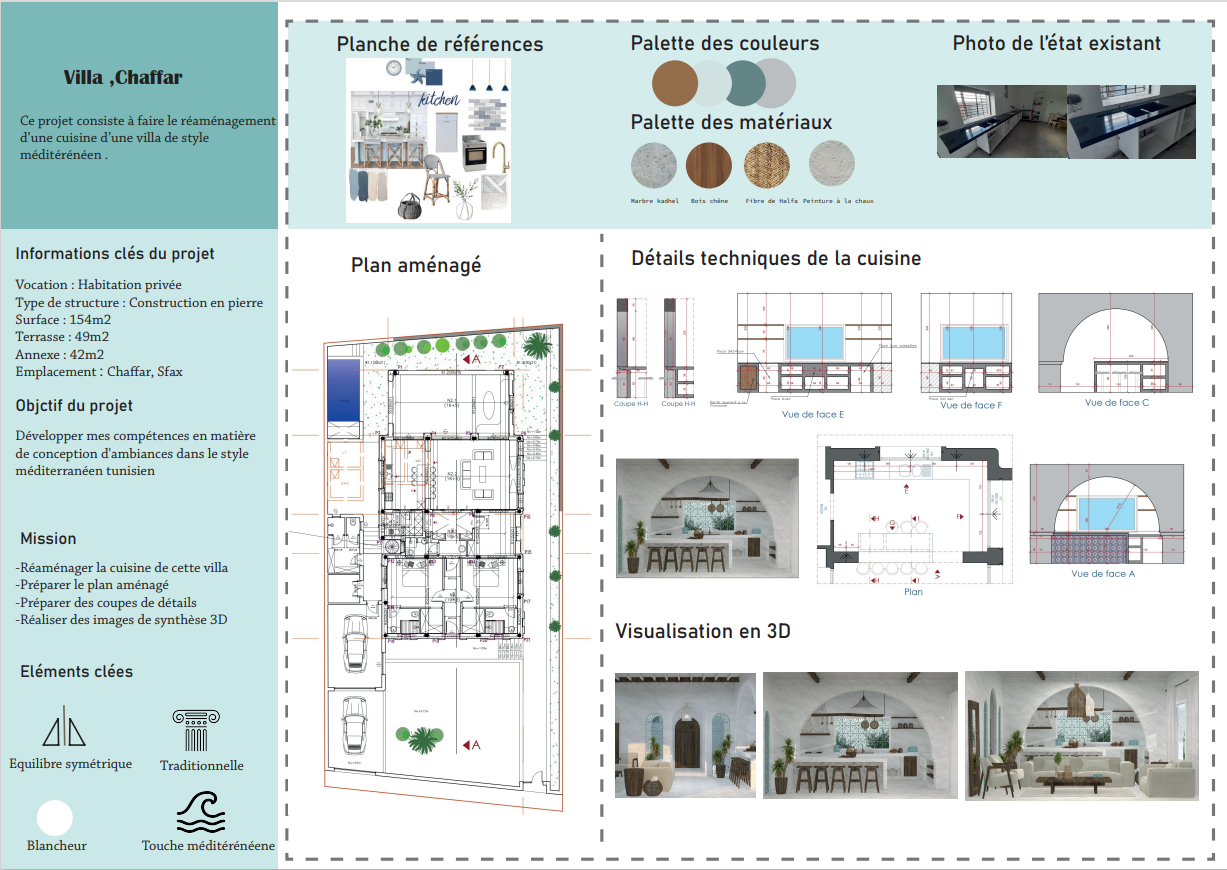 Villa ,Chaffar
Ce projet consiste à faire le réaménagement
d'une cuisine d'une villa de style
méditérénéen .
Informations clés du projet
Vocation : Habitation privée
Type de structure : Construction en pierre
Surface : 154m2
Terrasse : 49m2
Annexe : 42m2
Emplacement : Chaffar, Sfax
Objctif du projet
Développer mes compétences en matière
de conception d'ambiances dans le style
méditerranéen tunisien
Mission
-Réaménager la cuisine de cette villa
-Préparer le plan aménagé
-Préparer des coupes de détails
-Réaliser des images de synthèse 3D
Eléments clées
Equilibre symétrique
Traditionnelle
Blancheur
Touche méditérénéene
Planche de références
kitchen
Palette des couleurs
Palette des matériaux
Marbre kadhel
Bois chêne
Fibre de Halfa
Peinture à la chaux
Photo de l'état existant
Plan aménagé
A
A
Détails techniques de la cuisine
Coupe H-H
Coupe H-H
Vue de face E
Vue de face F
Vue de face C
Plan
Vue de face A
Visualisation en 3D